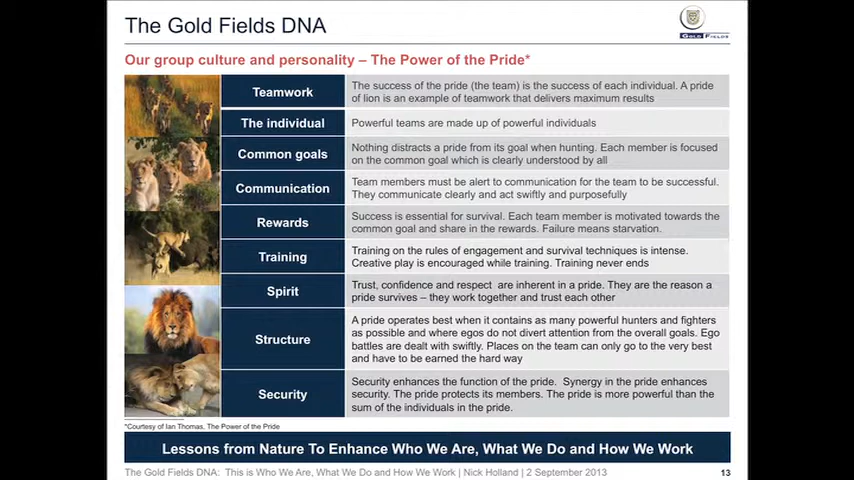 The Gold Fields DNA
GOLD FIELDS
Our group culture and personality – The Power of the Pride*
Teamwork
The success of the pride (the team) is the success of each individual. A pride
of lion is an example of teamwork that delivers maximum results
The individual
Powerful teams are made up of powerful individuals
Common goals
Nothing distracts a pride from its goal when hunting. Each member is focused
on the common goal which is clearly understood by all
Communication
Team members must be alert to communication for the team to be successful.
They communicate clearly and act swiftly and purposefully
Rewards
Success is essential for survival. Each team member is motivated towards the
common goal and share in the rewards. Failure means starvation.
Training
Training on the rules of engagement and survival techniques is intense.
Creative play is encouraged while training. Training never ends
Spirit
Trust, confidence and respect are inherent in a pride. They are the reason a
pride survives – they work together and trust each other
Structure
A pride operates best when it contains as many powerful hunters and fighters
as possible and where egos do not divert attention from the overall goals. Ego
battles are dealt with swiftly. Places on the team can only go to the very best
and have to be earned the hard way
Security
Security enhances the function of the pride. Synergy in the pride enhances
security. The pride protects its members. The pride is more powerful than the
sum of the individuals in the pride.
*Courtesy of Ian Thomas, The Power of the Pride
Lessons from Nature To Enhance Who We Are, What We Do and How We Work
The Gold Fields DNA: This is Who We Are, What We Do and How We Work | Nick Holland | 2 September 2013
13